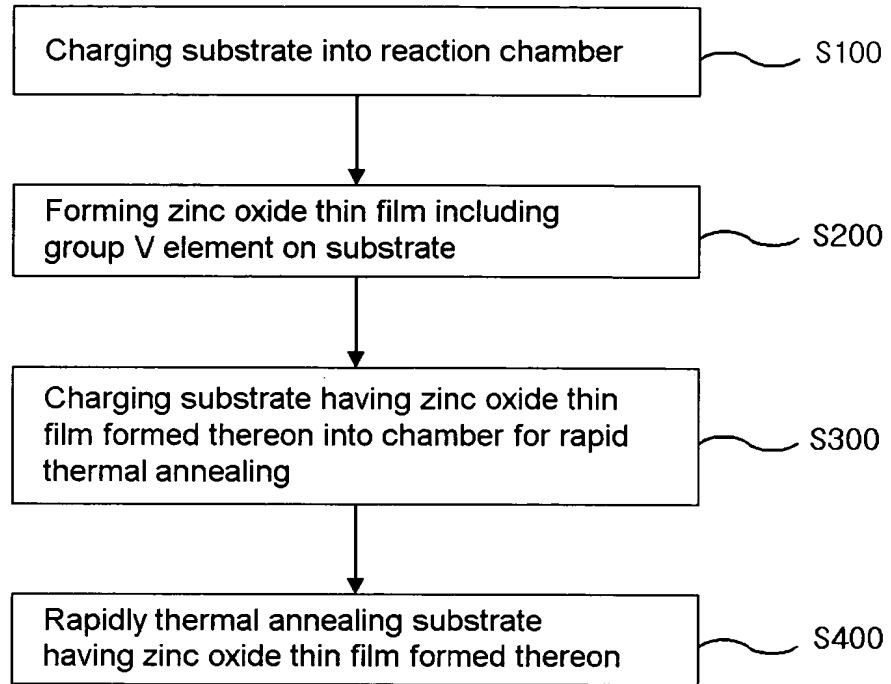 Charging substrate into reaction chamber
S100
Forming zinc oxide thin film including
group V element on substrate
S200
Charging substrate having zinc oxide thin
film formed thereon into chamber for rapid
thermal annealing
S300
Rapidly thermal annealing substrate
having zinc oxide thin film formed thereon
S400